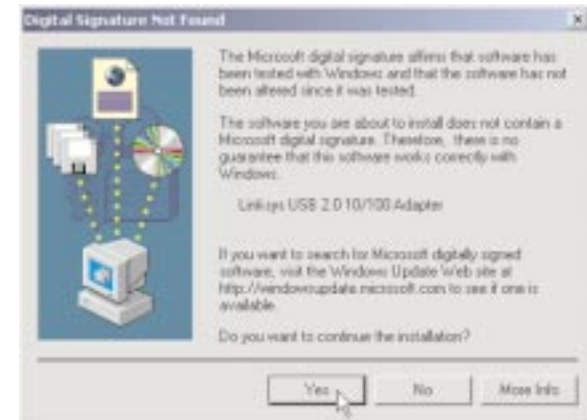 Digital Signature Not Found
The Microsoft digital signature affirms that software has
been tested with Windows and that the software has not
been altered since it was tested.
The software you are about to install does not contain a
Microsoft digital signature. Therefore, there is no
guarantee that this software works correctly with
Windows.
Linksys USB 2.0 10/100 Adapter
If you want to search for Microsoft digitally signed
software, visit the Windows Update Web site at
http://windowsupdate.microsoft.com to see if one is
available.
Do you want to continue the installation?
Yes
No
More Info